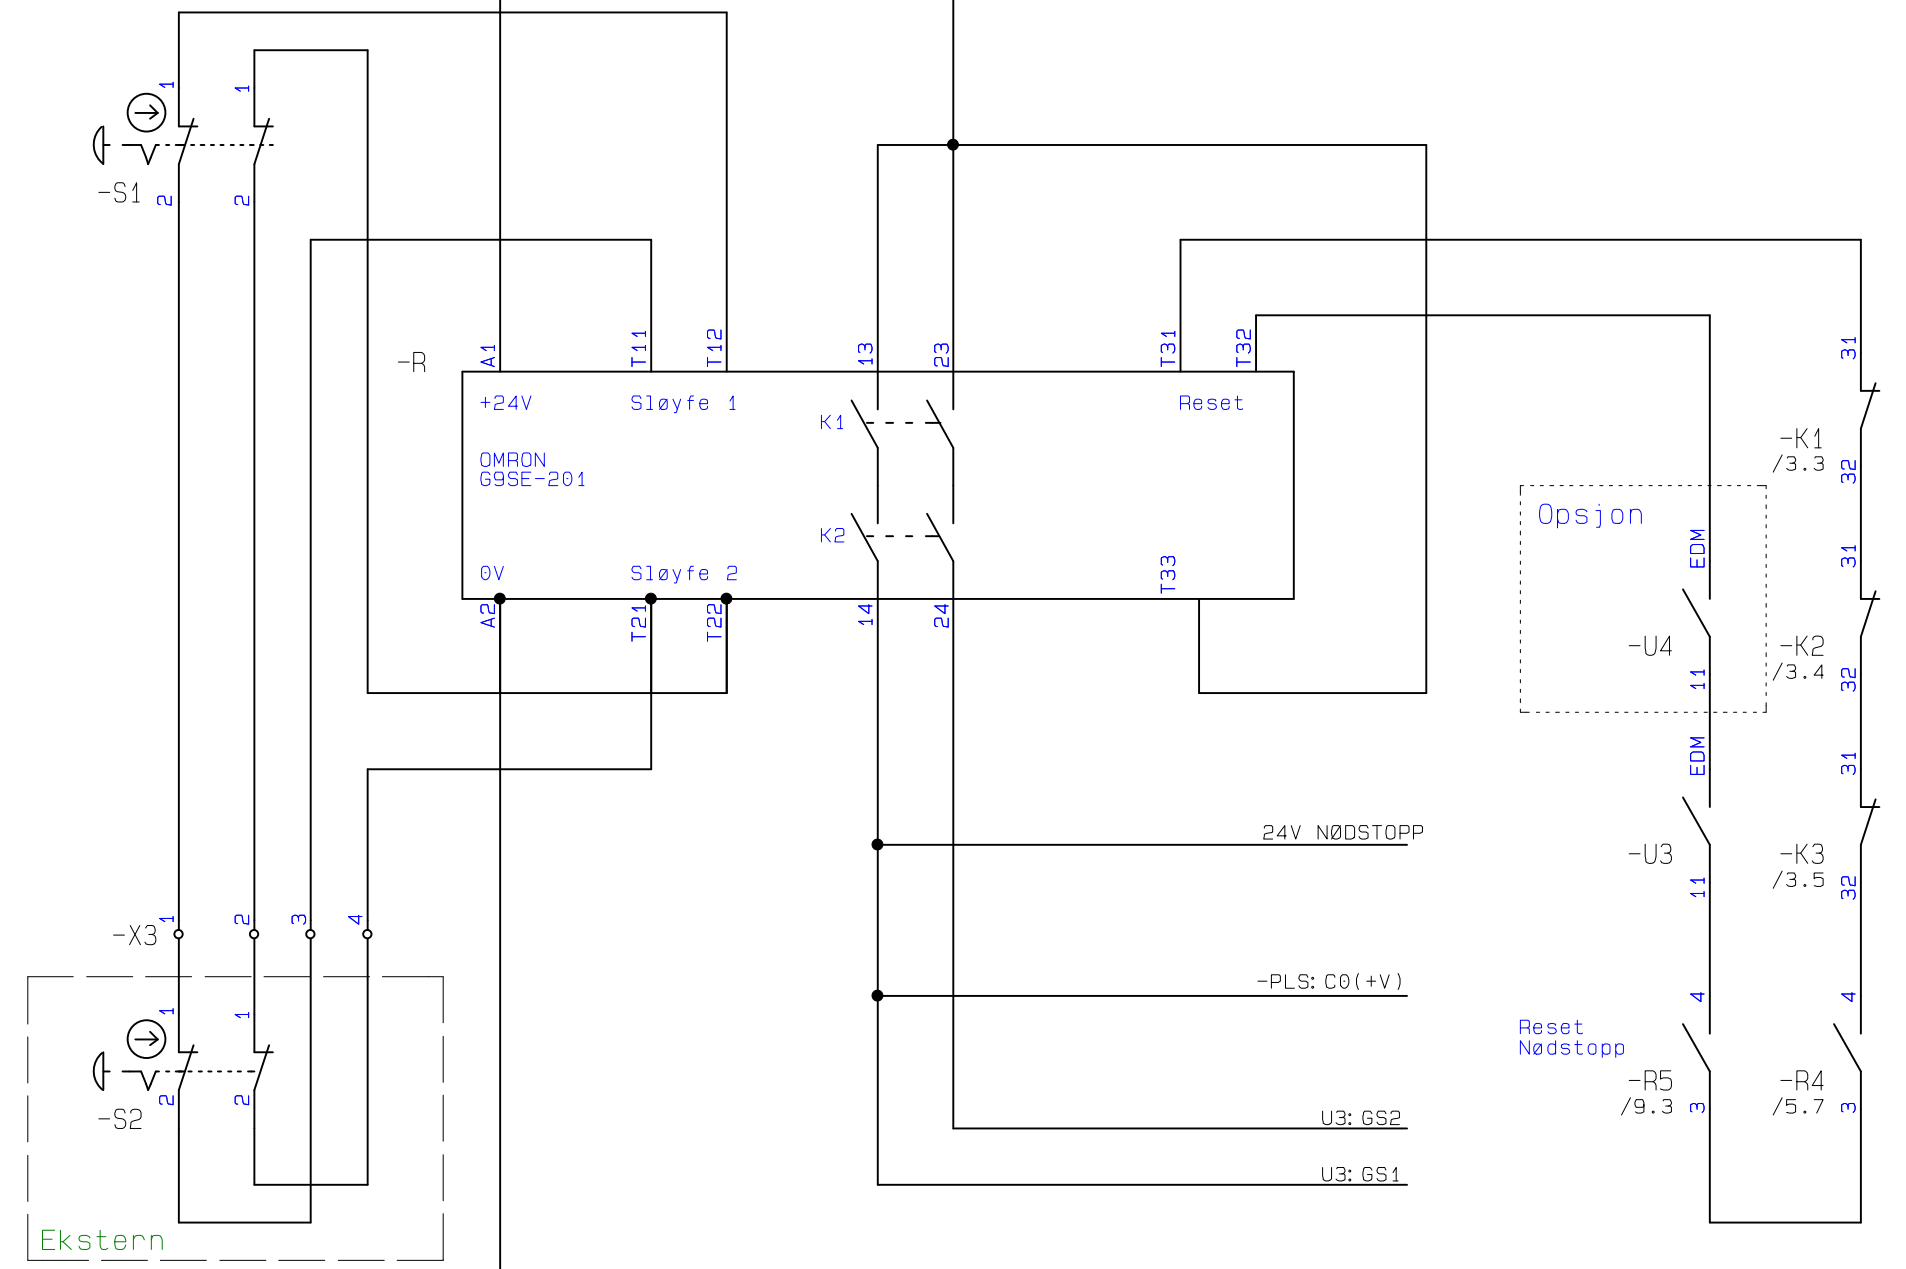 1
1
-S1
2
2
-R
A1
T11
T12
13
23
T31
T32
31
+24V
Sløyfe 1
Reset
K1
OMRON
G9SE-201
-K1
/3.3
32
Opsjon
K2
EDM
31
0V
Sløyfe 2
T33
A2
T21
T22
14
24
-U4
11
-K2
/3.4
32
EDM
31
24V NØDSTOPP
-U3
11
-K3
/3.5
32
-X3
1
2
3
4
-PLS: C0(+V)
4
4
1
1
Reset
Nødstopp
-R5
/9.3
3
-R4
/5.7
3
-S2
2
2
U3: GS2
U3: GS1
Ekstern